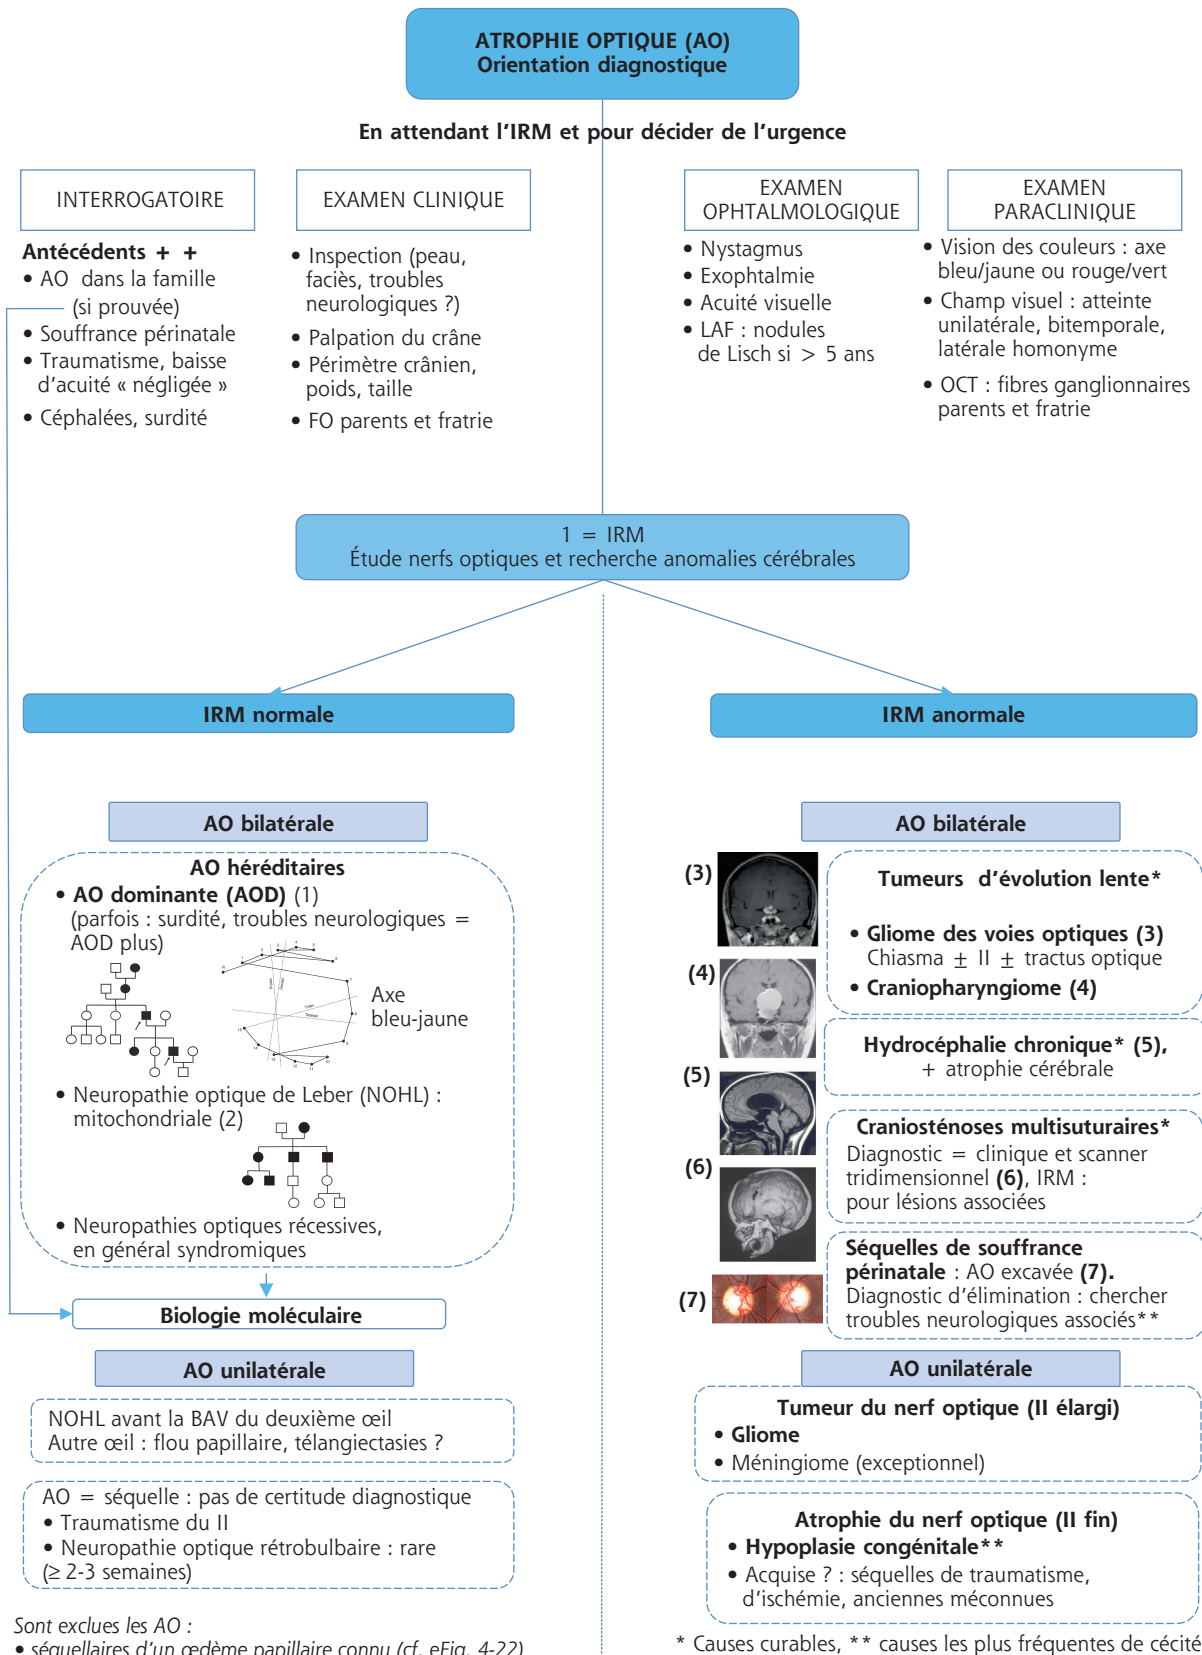 ATROPHIE OPTIQUE (AO)
Orientation diagnostique
En attendant l'IRM et pour décider de l'urgence
INTERROGATOIRE
Antécédents + +
• AO dans la famille
(si prouvée)
• Souffrance périnatale
• Traumatisme, baisse
d'acuité « négligée »
• Céphalées, surdité
EXAMEN CLINIQUE
• Inspection (peau,
faciès, troubles
neurologiques ?)
• Palpation du crâne
• Périmètre crânien,
poids, taille
• FO parents et fratrie
EXAMEN
OPHTALMOLOGIQUE
• Nystagmus
• Exophtalmie
• Acuité visuelle
• LAF : nodules
de Lisch si > 5 ans
EXAMEN
PARACLINIQUE
• Vision des couleurs : axe
bleu/jaune ou rouge/vert
• Champ visuel : atteinte
unilatérale, bitemporale,
latérale homonyme
• OCT : fibres ganglionnaires
parents et fratrie
1 = IRM
Étude nerfs optiques et recherche anomalies cérébrales
IRM normale
AO bilatérale
AO héréditaires
• AO dominante (AOD) (1)
(parfois : surdité, troubles neurologiques =
AOD plus)
Axe
bleu-jaune
• Neuropathie optique de Leber (NOHL) :
mitochondriale (2)
• Neuropathies optiques récessives,
en général syndromiques
Biologie moléculaire
AO unilatérale
NOHL avant la BAV du deuxième œil
Autre œil : flou papillaire, télangiectasies ?
AO = séquelle : pas de certitude diagnostique
• Traumatisme du II
• Neuropathie optique rétrobulbaire : rare
(≥ 2-3 semaines)
Sont exclues les AO :
• séquellaires d'un œdème papillaire connu (cf. eFig. 4-22)
IRM anormale
AO bilatérale
(3)
(4)
(5)
(6)
(7)
Tumeurs d'évolution lente*
• Gliome des voies optiques (3)
Chiasma ± II ± tractus optique
• Craniopharyngiome (4)
Hydrocéphalie chronique* (5),
+ atrophie cérébrale
Craniosténoses multisuturaires*
Diagnostic = clinique et scanner
tridimensionnel (6), IRM :
pour lésions associées
Séquelles de souffrance
périnatale : AO excavée (7).
Diagnostic d'élimination : chercher
troubles neurologiques associés**
AO unilatérale
Tumeur du nerf optique (II élargi)
• Gliome
• Méningiome (exceptionnel)
Atrophie du nerf optique (II fin)
• Hypoplasie congénitale**
• Acquise ? : séquelles de traumatisme,
d'ischémie, anciennes méconnues
* Causes curables, ** causes les plus fréquentes de cécité